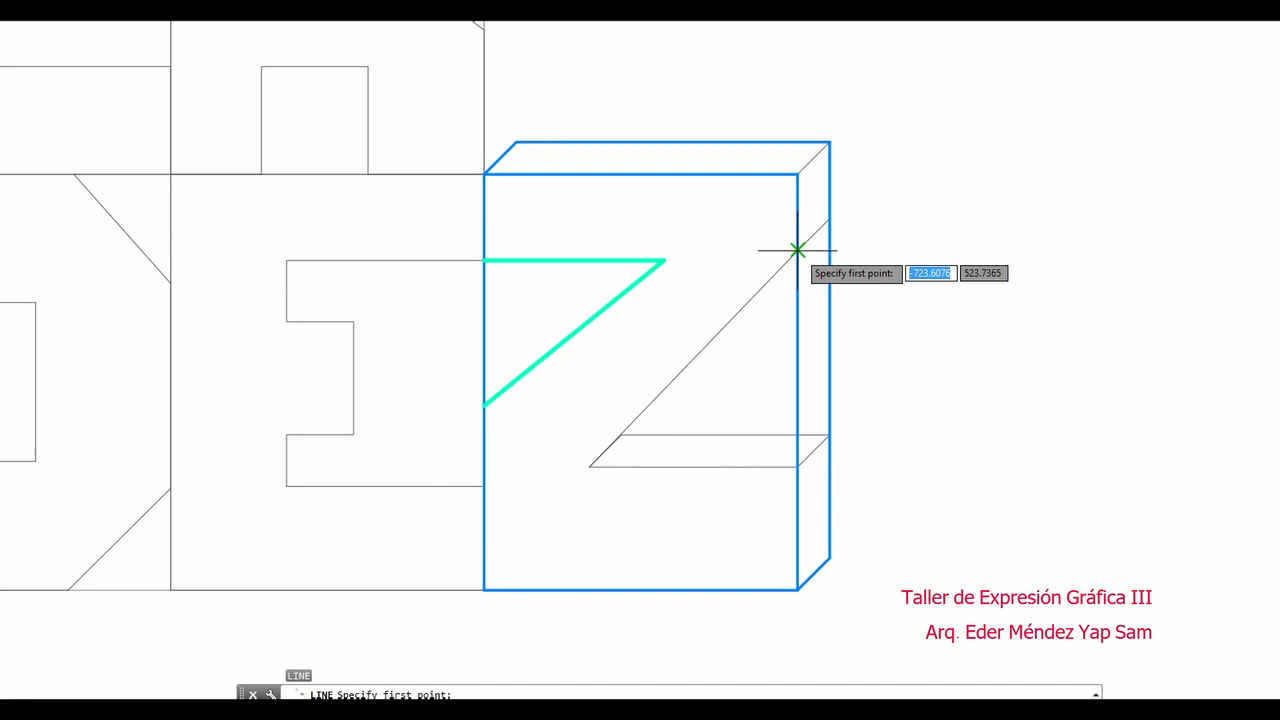 Specify first point: -723.6076 523.7365
Taller de Expresión Gráfica III
Arq. Eder Méndez Yap Sam
LINE
LINE Specify first point: